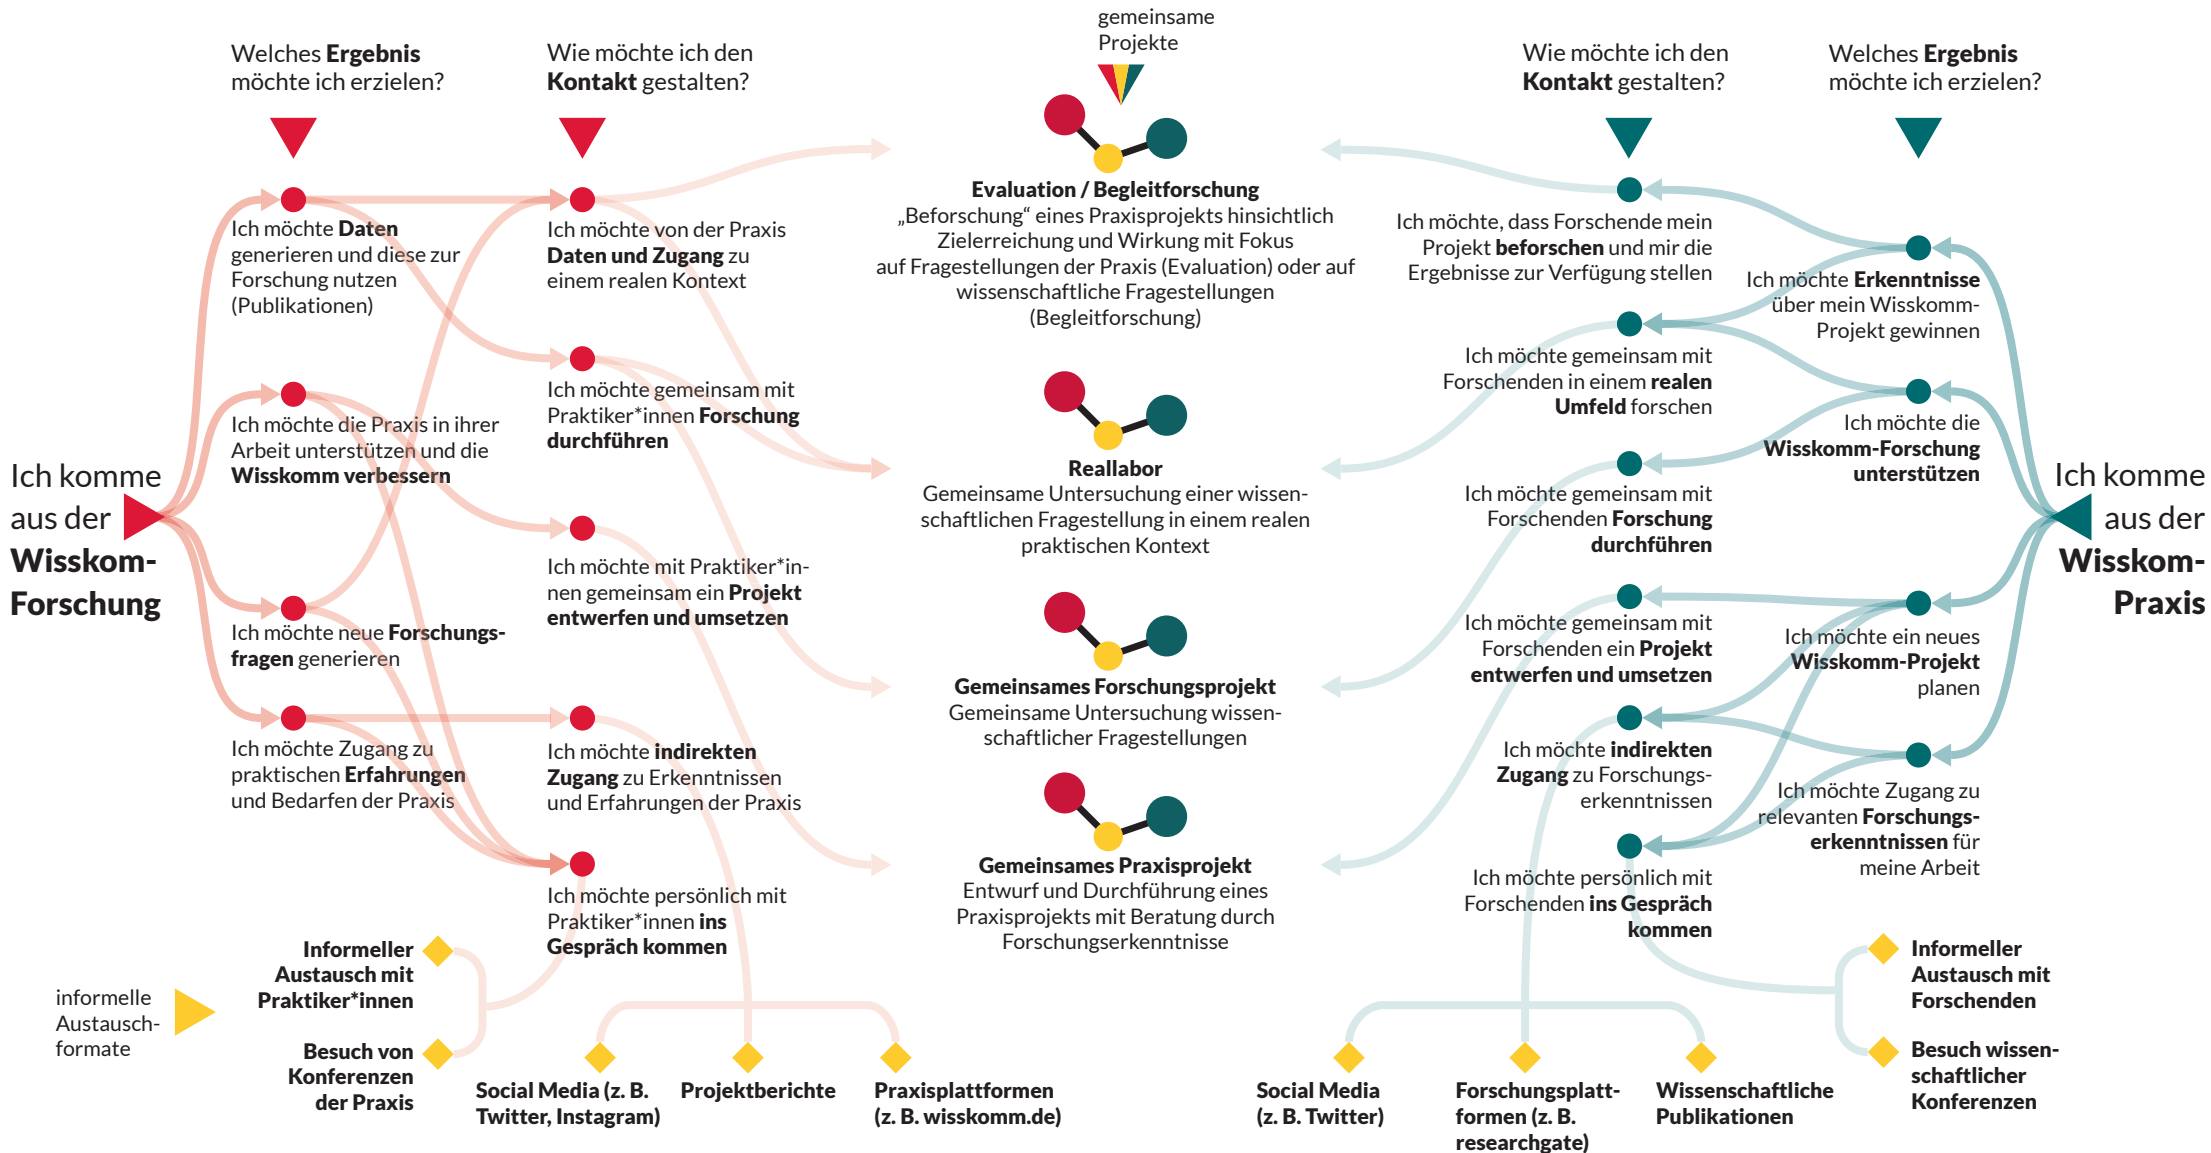 Ich komme
aus der
Wisskom-
Forschung
Welches Ergebnis
möchte ich erzielen?
Ich möchte Daten
generieren und diese zur
Forschung nutzen
(Publikationen)
Ich möchte die Praxis in ihrer
Arbeit unterstützen und die
Wisskomm verbessern
Ich möchte neue Forschungs-
fragen generieren
Ich möchte Zugang zu
praktischen Erfahrungen
und Bedarfen der Praxis
Wie möchte ich den
Kontakt gestalten?
Ich möchte von der Praxis
Daten und Zugang zu
einem realen Kontext
Ich möchte gemeinsam mit
Praktiker*innen Forschung
durchführen
Ich möchte mit Praktiker*in-
nen gemeinsam ein Projekt
entwerfen und umsetzen
Ich möchte indirekten
Zugang zu Erkenntnissen
und Erfahrungen der Praxis
Ich möchte persönlich mit
Praktiker*innen ins
Gespräch kommen
gemeinsame
Projekte
Evaluation / Begleitforschung
„Beforschung“ eines Praxisprojekts hinsichtlich
Zielerreichung und Wirkung mit Fokus
auf Fragestellungen der Praxis (Evaluation) oder auf
wissenschaftliche Fragestellungen
(Begleitforschung)
Reallabor
Gemeinsame Untersuchung einer wissen-
schaftlichen Fragestellung in einem realen
praktischen Kontext
Gemeinsames Forschungsprojekt
Gemeinsame Untersuchung wissen-
schaftlicher Fragestellungen
Gemeinsames Praxisprojekt
Entwurf und Durchführung eines
Praxisprojekts mit Beratung durch
Forschungserkenntnisse
Wie möchte ich den
Kontakt gestalten?
Ich möchte, dass Forschende mein
Projekt beforschen und mir die
Ergebnisse zur Verfügung stellen
Ich möchte gemeinsam mit
Forschenden in einem realen
Umfeld forschen
Ich möchte gemeinsam mit
Forschenden Forschung
durchführen
Ich möchte gemeinsam mit
Forschenden ein Projekt
entwerfen und umsetzen
Ich möchte indirekten
Zugang zu Forschungs-
erkenntnissen
Ich möchte persönlich mit
Forschenden ins Gespräch
kommen
Welches Ergebnis
möchte ich erzielen?
Ich möchte Erkenntnisse
über mein Wisskomm-
Projekt gewinnen
Ich möchte die
Wisskomm-Forschung
unterstützen
Ich möchte ein neues
Wisskomm-Projekt
planen
Ich möchte Zugang zu
relevanten Forschungs-
erkenntnissen für
meine Arbeit
Ich komme
aus der
Wisskom-
Praxis
informelle
Austausch-
formate
Informeller
Austausch mit
Praktiker*innen
Besuch von
Konferenzen
der Praxis
Social Media (z. B.
Twitter, Instagram)
Projektberichte
Praxisplattformen
(z. B. wisskomm.de)
Social Media
(z. B. Twitter)
Forschungsplatt-
formen (z. B.
researchgate)
Wissenschaftliche
Publikationen
Informeller
Austausch mit
Forschenden
Besuch wissen-
schaftlicher
Konferenzen